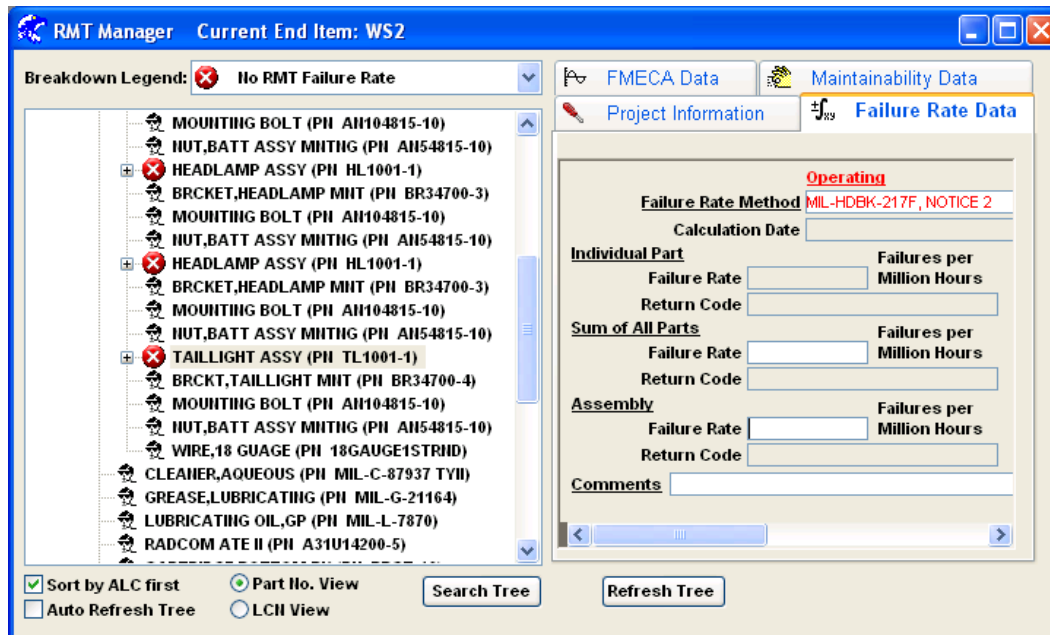 RMT Manager Current End Item: WS2
Breakdown Legend: No RMT Failure Rate
MOUNTING BOLT (PN AN104815-10)
NUT,BATT ASSY MNTNG (PN AN54815-10)
HEADLAMP ASSY (PN HL1001-1)
BRCKET,HEADLAMP MNT (PN BR34700-3)
MOUNTING BOLT (PN AN104815-10)
NUT,BATT ASSY MNTNG (PN AN54815-10)
HEADLAMP ASSY (PN HL1001-1)
BRCKET,HEADLAMP MNT (PN BR34700-3)
MOUNTING BOLT (PN AN104815-10)
NUT,BATT ASSY MNTNG (PN AN54815-10)
TAILLIGHT ASSY (PN TL1001-1)
BRCKT,TAILLIGHT MNT (PN BR34700-4)
MOUNTING BOLT (PN AN104815-10)
NUT,BATT ASSY MNTNG (PN AN54815-10)
WIRE,18 GUAGE (PN 18GAUGE1STRND)
CLEANER,AQUEOUS (PN MIL-C-87937 TYII)
GREASE,LUBRICATING (PN MIL-G-21164)
LUBRICATING OIL,GP (PN MIL-L-7870)
RADCOM ATE II (PN A31U14200-5)
Sort by ALC first
Auto Refresh Tree
Part No. View
LCN View
Search Tree
Refresh Tree
FMECA Data
Maintainability Data
Project Information
Failure Rate Data
Operating
Failure Rate Method MIL-HDBK-217F, NOTICE 2
Calculation Date
Individual Part Failures per
Failure Rate Million Hours
Return Code
Sum of All Parts Failures per
Failure Rate Million Hours
Return Code
Assembly Failures per
Failure Rate Million Hours
Return Code
Comments